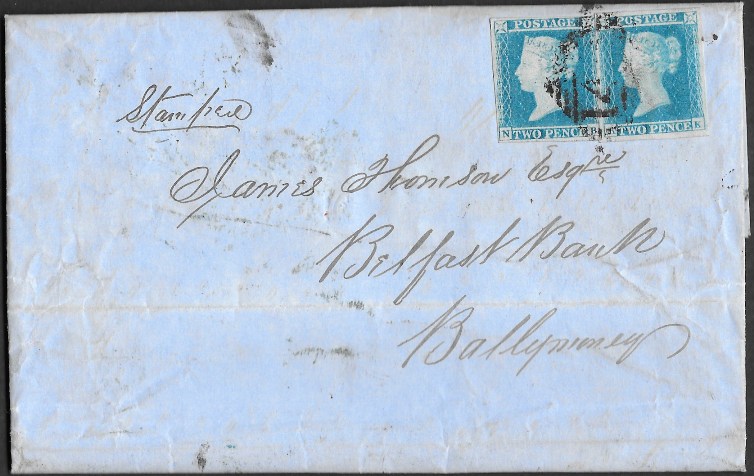 POSTAGE POSTAGE
N TWO PENCE TWO PENCE K
Stamped
James Thomson Esqre
Belfast Bank
Ballymoney